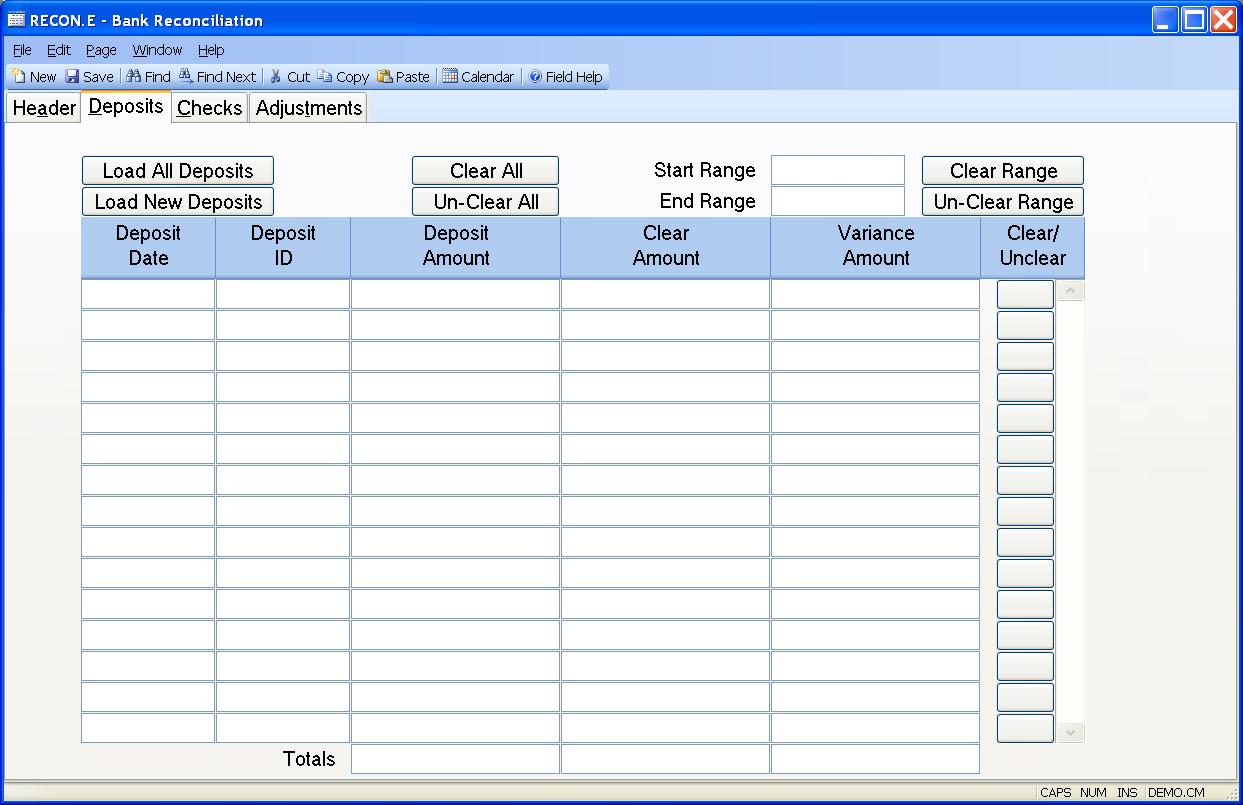 RECON.E - Bank Reconciliation
File Edit Page Window Help
New Save Find Find Next Cut Copy Paste Calendar Field Help
Header Deposits Checks Adjustments
Load All Deposits Clear All Start Range Clear Range
Load New Deposits Un-Clear All End Range Un-Clear Range
Deposit Deposit Deposit Clear Variance Clear/
Date ID Amount Amount Amount Unclear
Totals
CAPS NUM INS DEMO.CM